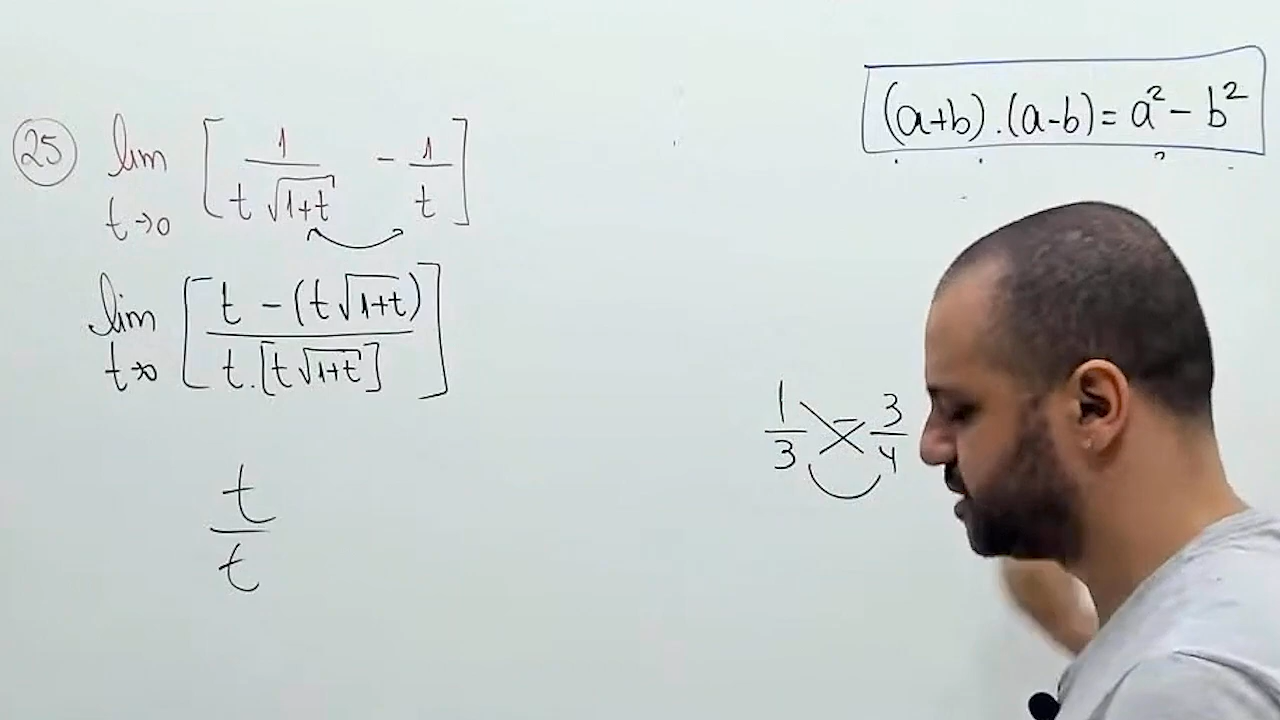 25 lim t→0 [ 1/(t √(1+t)) - 1/t ]
lim t→0 [ (t - (t√(1+t)))/(t.[t√(1+t)]) ]
t/t
(a+b).(a-b)=a²-b²
1/3 - 3/4